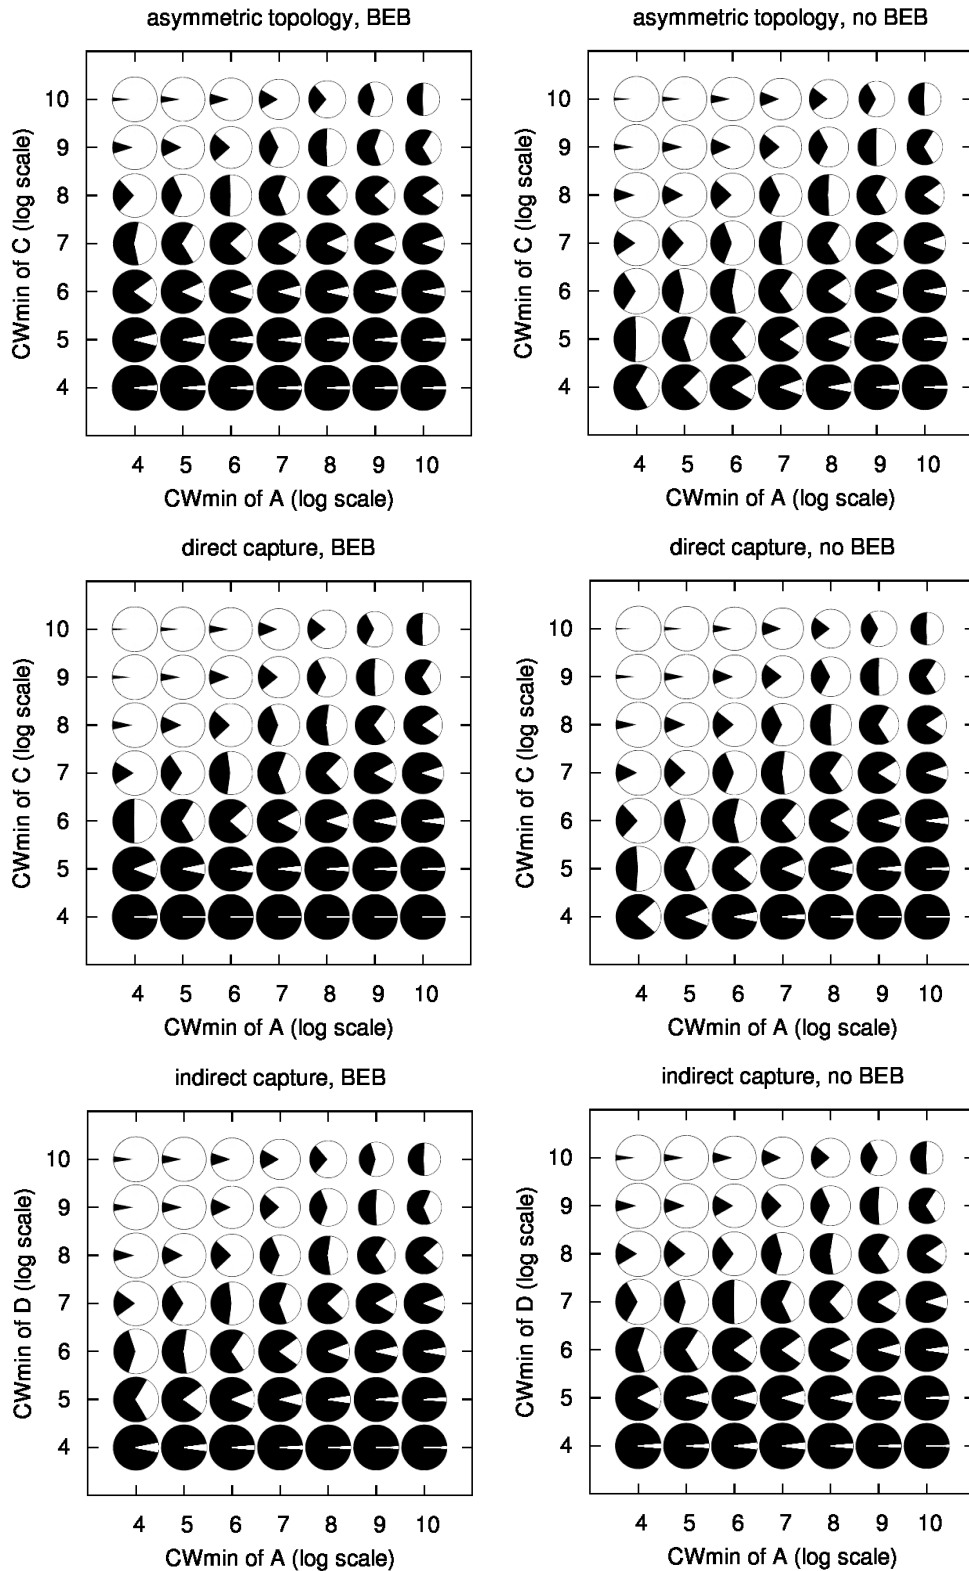 asymmetric topology, BEB
CWmin of C (log scale)
10
9
8
7
6
5
4
4 5 6 7 8 9 10
CWmin of A (log scale)
asymmetric topology, no BEB
CWmin of C (log scale)
10
9
8
7
6
5
4
4 5 6 7 8 9 10
CWmin of A (log scale)
direct capture, BEB
CWmin of C (log scale)
10
9
8
7
6
5
4
4 5 6 7 8 9 10
CWmin of A (log scale)
direct capture, no BEB
CWmin of C (log scale)
10
9
8
7
6
5
4
4 5 6 7 8 9 10
CWmin of A (log scale)
indirect capture, BEB
CWmin of D (log scale)
10
9
8
7
6
5
4
4 5 6 7 8 9 10
CWmin of A (log scale)
indirect capture, no BEB
CWmin of D (log scale)
10
9
8
7
6
5
4
4 5 6 7 8 9 10
CWmin of A (log scale)